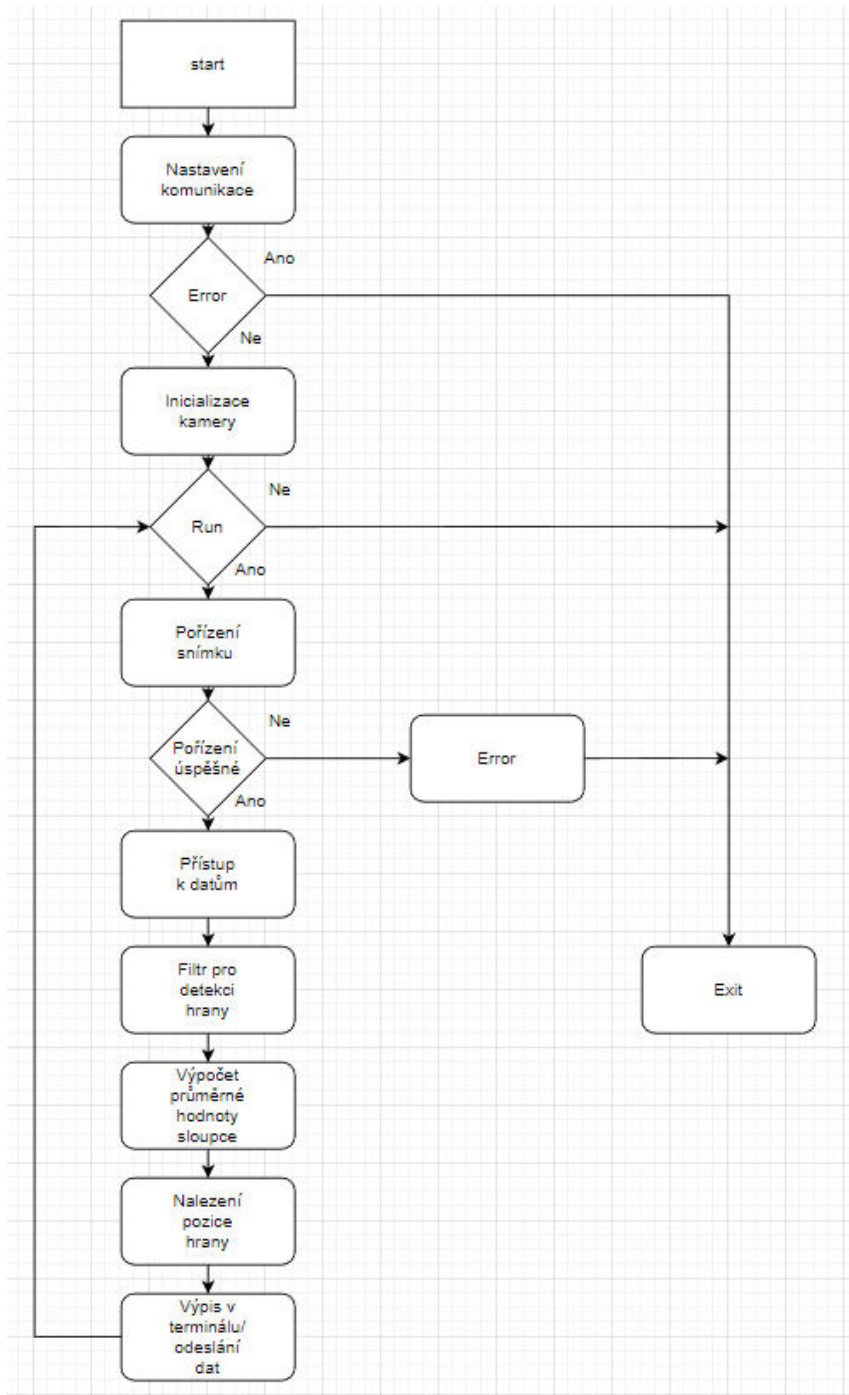 start
Nastavení
komunikace
Ano
Error
Ne
Inicializace
kamery
Ne
Run
Ano
Pořízení
snímku
Ne
Pořízení
úspěšné
Error
Ano
Přístup
k datům
Filtr pro
detekci
hrany
Exit
Výpočet
průměrné
hodnoty
sloupce
Nalezení
pozice
hrany
Výpis v
terminálu/
odeslání
dat